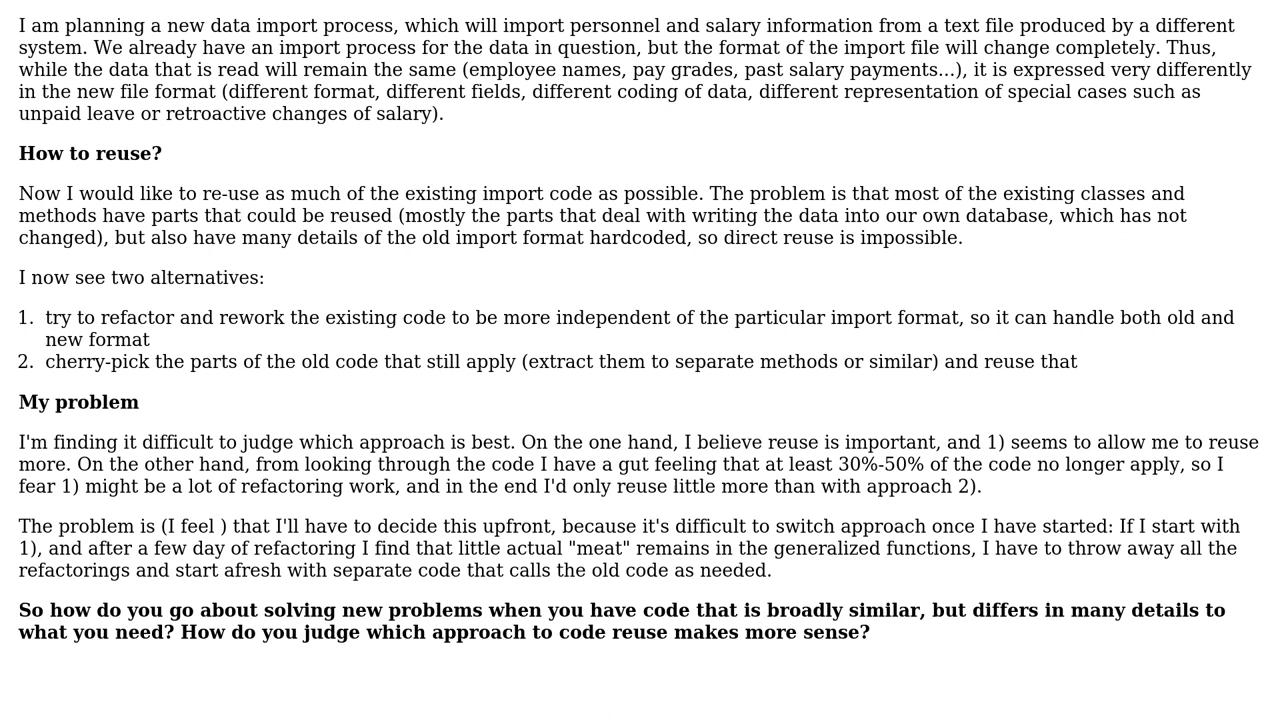 I am planning a new data import process, which will import personnel and salary information from a text file produced by a different
system. We already have an import process for the data in question, but the format of the import file will change completely. Thus,
while the data that is read will remain the same (employee names, pay grades, past salary payments...), it is expressed very differently
in the new file format (different format, different fields, different coding of data, different representation of special cases such as
unpaid leave or retroactive changes of salary).
How to reuse?
Now I would like to re-use as much of the existing import code as possible. The problem is that most of the existing classes and
methods have parts that could be reused (mostly the parts that deal with writing the data into our own database, which has not
changed), but also have many details of the old import format hardcoded, so direct reuse is impossible.
I now see two alternatives:
1. try to refactor and rework the existing code to be more independent of the particular import format, so it can handle both old and
new format
2. cherry-pick the parts of the old code that still apply (extract them to separate methods or similar) and reuse that
My problem
I'm finding it difficult to judge which approach is best. On the one hand, I believe reuse is important, and 1) seems to allow me to reuse
more. On the other hand, from looking through the code I have a gut feeling that at least 30%-50% of the code no longer apply, so I
fear 1) might be a lot of refactoring work, and in the end I'd only reuse little more than with approach 2).
The problem is (I feel ) that I'll have to decide this upfront, because it's difficult to switch approach once I have started: If I start with
1), and after a few day of refactoring I find that little actual "meat" remains in the generalized functions, I have to throw away all the
refactorings and start afresh with separate code that calls the old code as needed.
So how do you go about solving new problems when you have code that is broadly similar, but differs in many details to
what you need? How do you judge which approach to code reuse makes more sense?